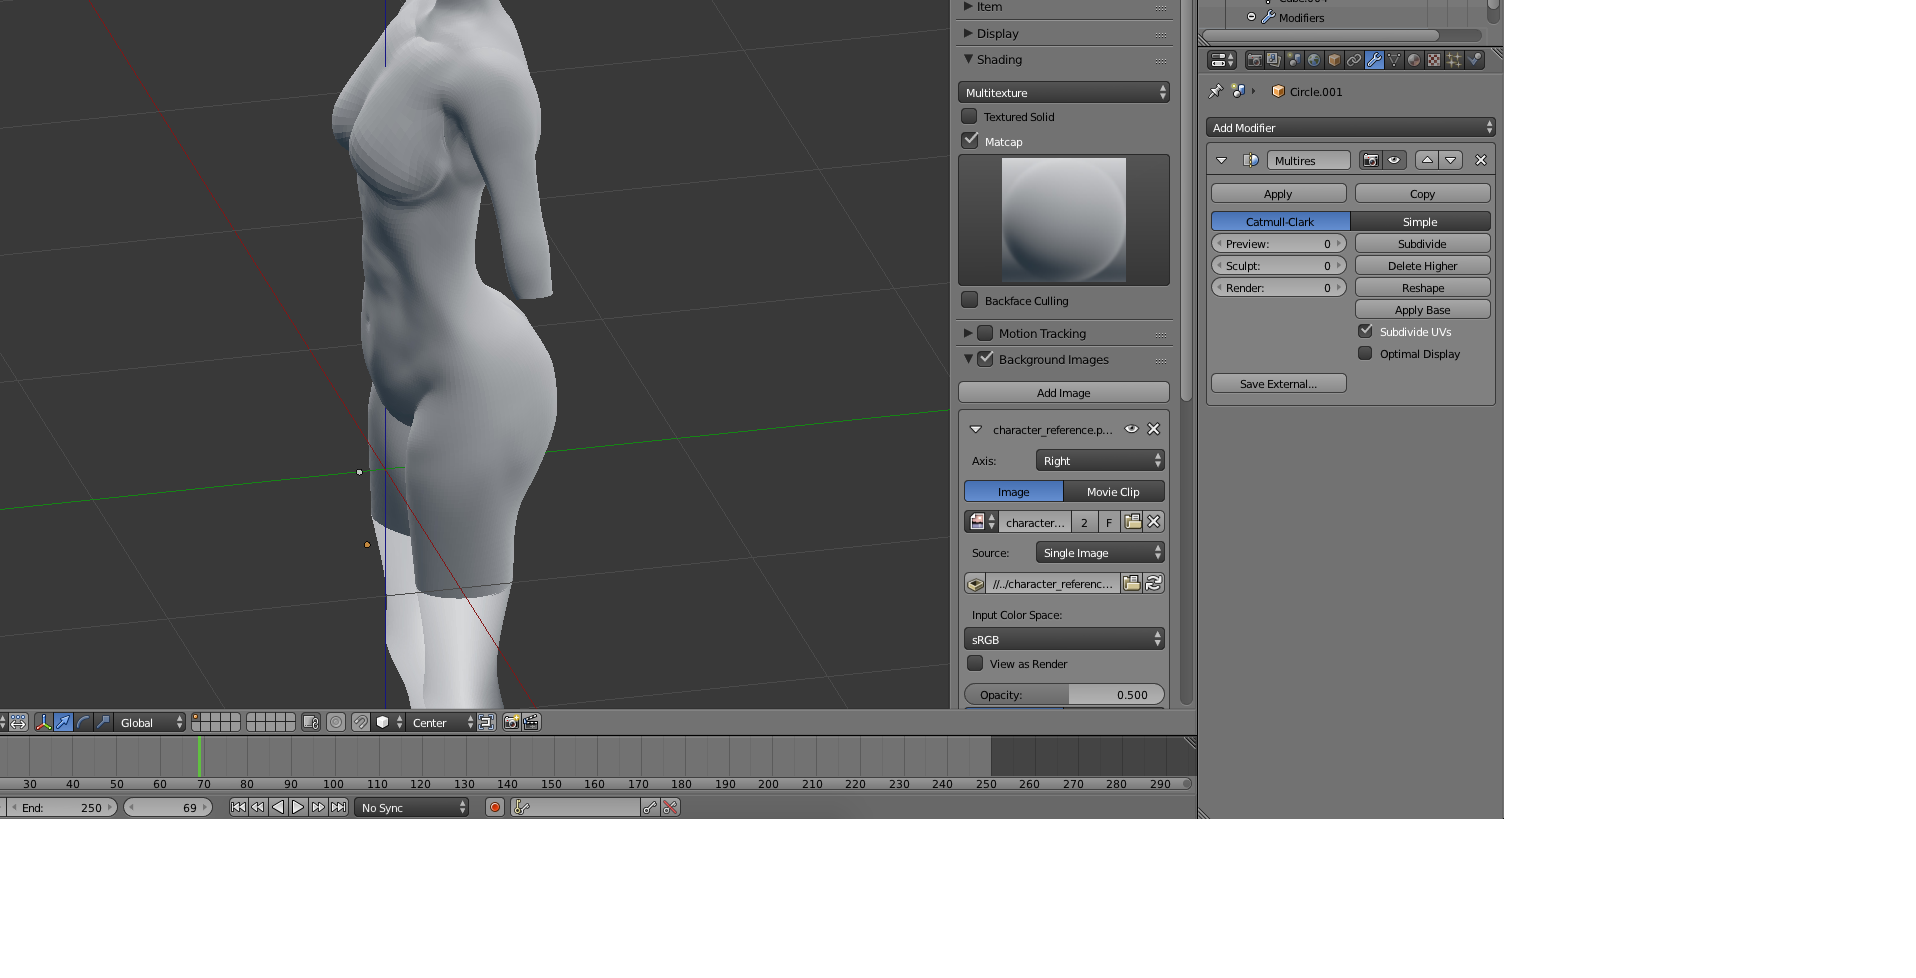 Item
Display
Shading
Multitexture
Textured Solid
Matcap
Backface Culling
Motion Tracking
Background Images
Add Image
character_reference.p...
Axis: Right
Image Movie Clip
character... 2 F
Source: Single Image
//../character_referenc...
Input Color Space:
sRGB
View as Render
Opacity: 0.500
Modifiers
Circle.001
Add Modifier
Multires
Apply Copy
Catmull-Clark Simple
Preview: 0 Subdivide
Sculpt: 0 Delete Higher
Render: 0 Reshape
Apply Base
Subdivide UVs
Optimal Display
Save External...
Global Center
30 40 50 60 70 80 90 100 110 120 130 140 150 160 170 180 190 200 210 220 230 240 250 260 270 280 290
End: 250 69 No Sync